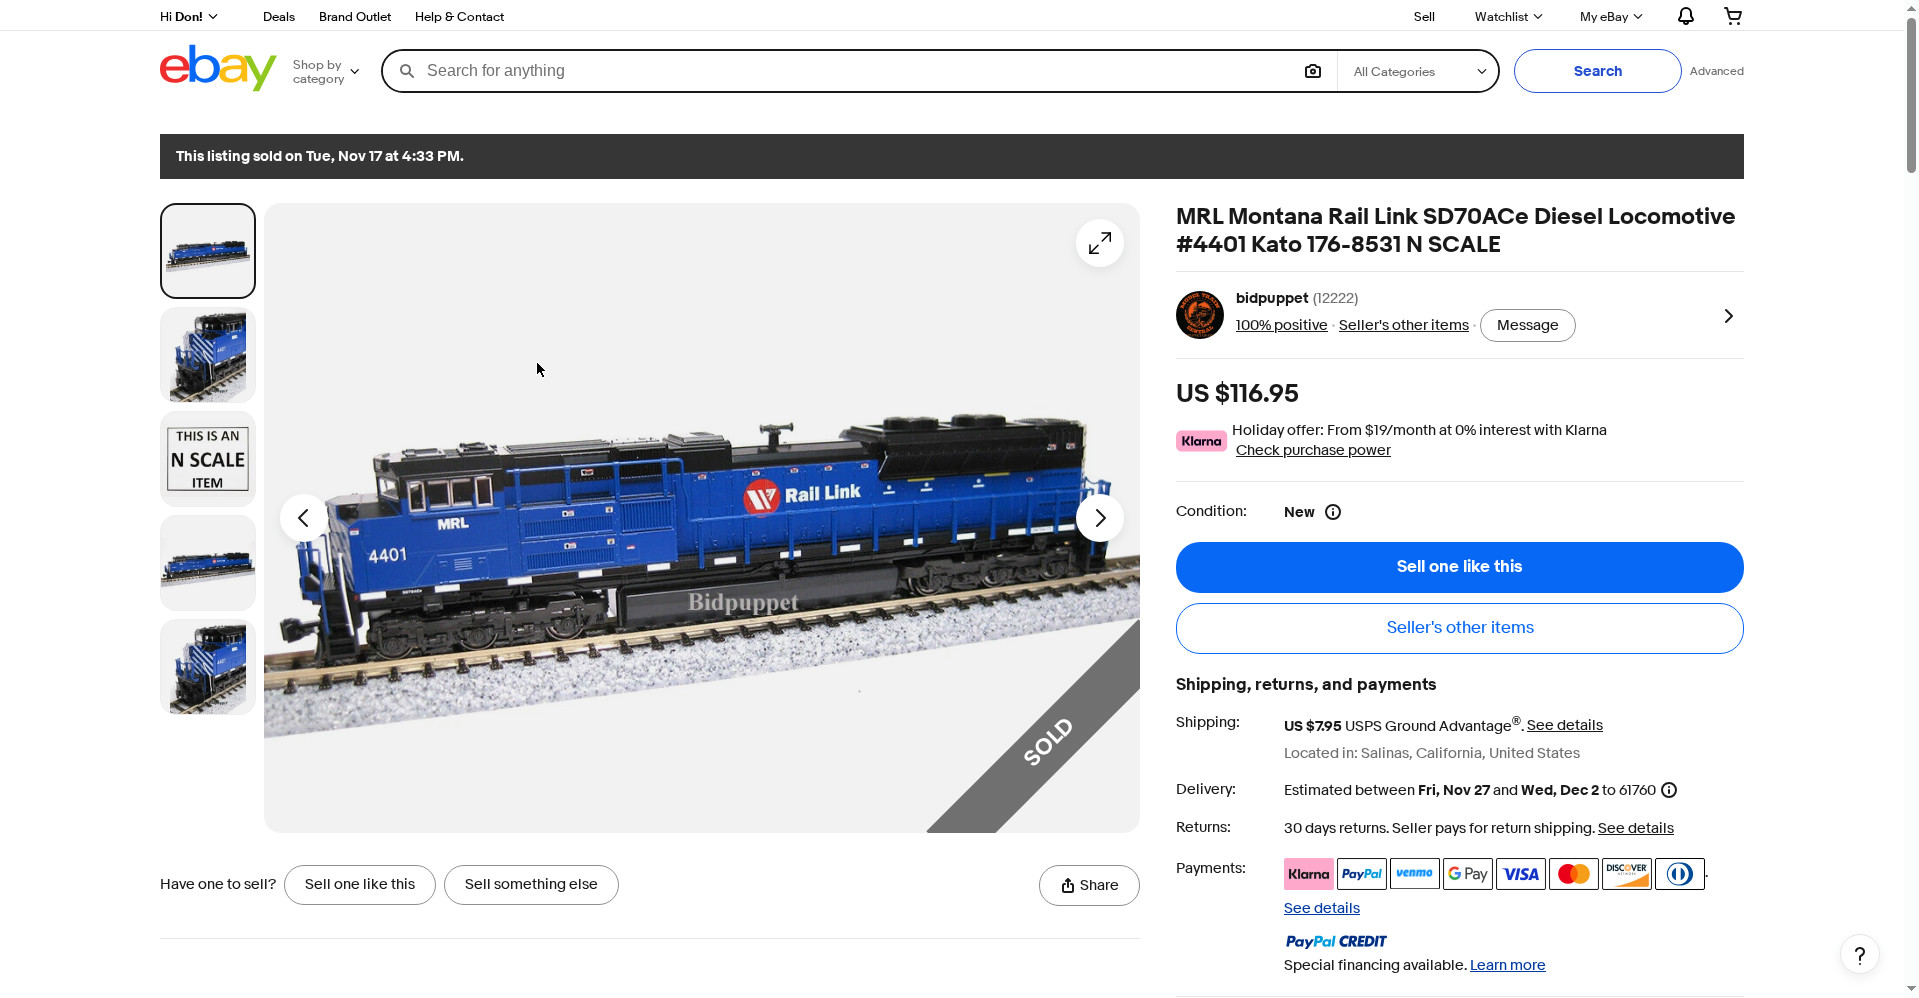 Hi Don!
Deals
Brand Outlet
Help & Contact
Sell
Watchlist
My eBay
ebay
Shop by
category
Search for anything
All Categories
Search
Advanced
This listing sold on Tue, Nov 17 at 4:33 PM.
THIS IS AN
N SCALE
ITEM
MRL
4401
Rail Link
Bidpuppet
SOLD
MRL Montana Rail Link SD70ACe Diesel Locomotive
#4401 Kato 176-8531 N SCALE
bidpuppet (12222)
100% positive · Seller's other items · Message
US $116.95
Klarna
Holiday offer: From $19/month at 0% interest with Klarna
Check purchase power
Condition: New
Sell one like this
Seller's other items
Shipping, returns, and payments
Shipping: US $7.95 USPS Ground Advantage®. See details
Located in: Salinas, California, United States
Delivery: Estimated between Fri, Nov 27 and Wed, Dec 2 to 61760
Returns: 30 days returns. Seller pays for return shipping. See details
Payments: Klarna PayPal venmo G Pay VISA DISCOVER .
See details
PayPal CREDIT
Special financing available. Learn more
Have one to sell? Sell one like this Sell something else
Share
?